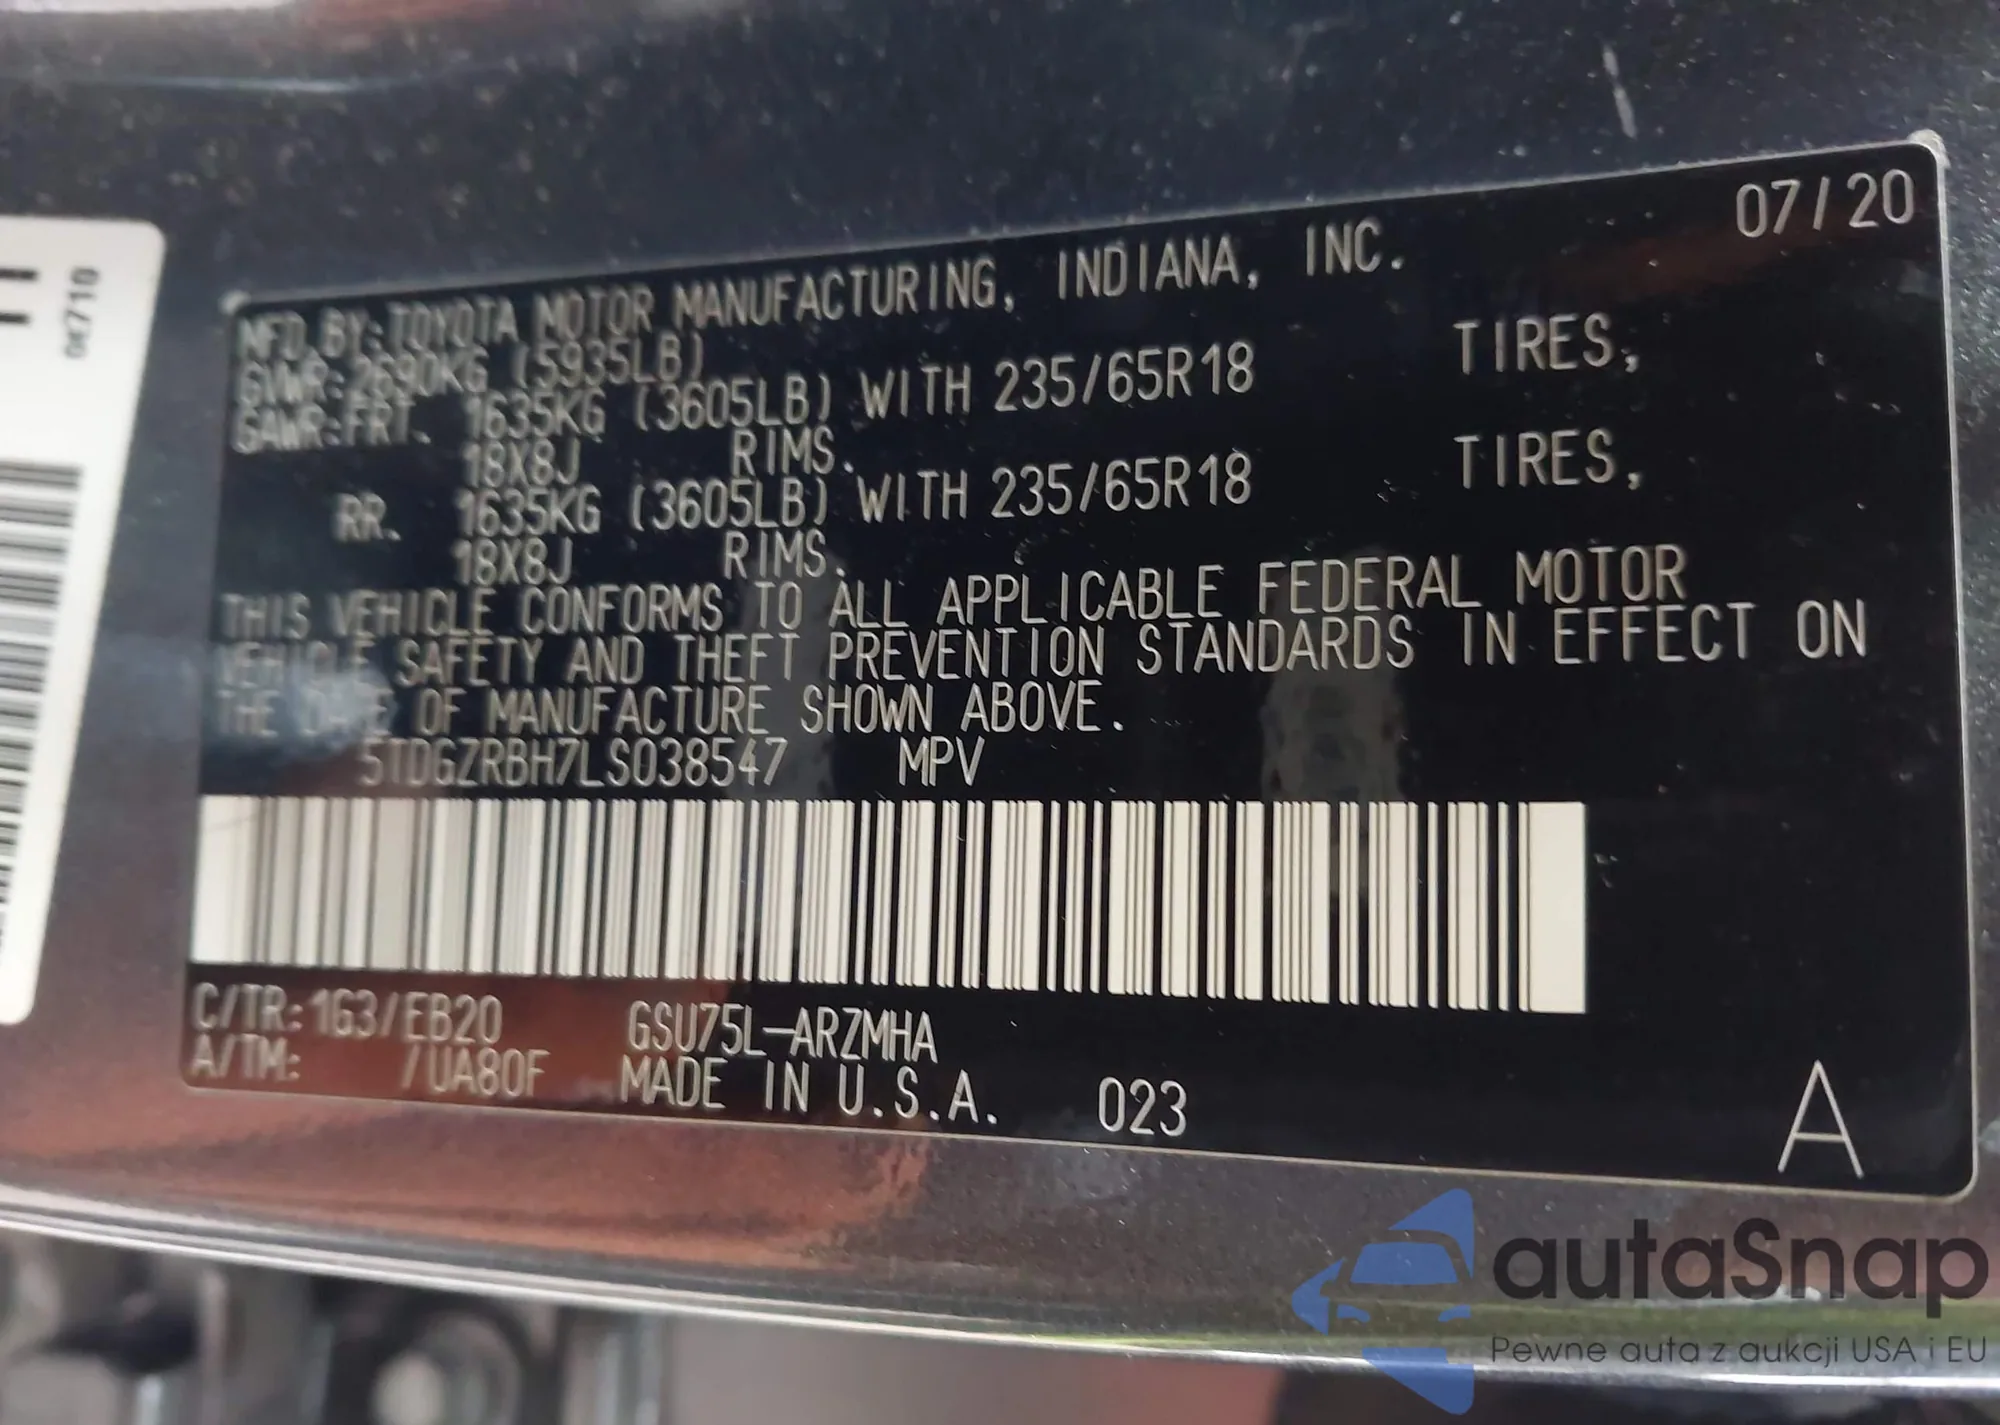 07/20
MFD.BY:TOYOTA MOTOR MANUFACTURING, INDIANA, INC.
GVWR:2690KG (5935LB)
GAWR:FRT. 1635KG (3605LB) WITH 235/65R18 TIRES,
18X8J RIMS.
RR. 1635KG (3605LB) WITH 235/65R18 TIRES,
18X8J RIMS.
THIS VEHICLE CONFORMS TO ALL APPLICABLE FEDERAL MOTOR
VEHICLE SAFETY AND THEFT PREVENTION STANDARDS IN EFFECT ON
THE DATE OF MANUFACTURE SHOWN ABOVE.
5TDGZRBH7LS038547 MPV
C/TR:1G3/EB20 GSU75L-ARZMHA
A/TM: /UA80F MADE IN U.S.A. 023
A
autaSnap
Pewne auta z aukcji USA i EU